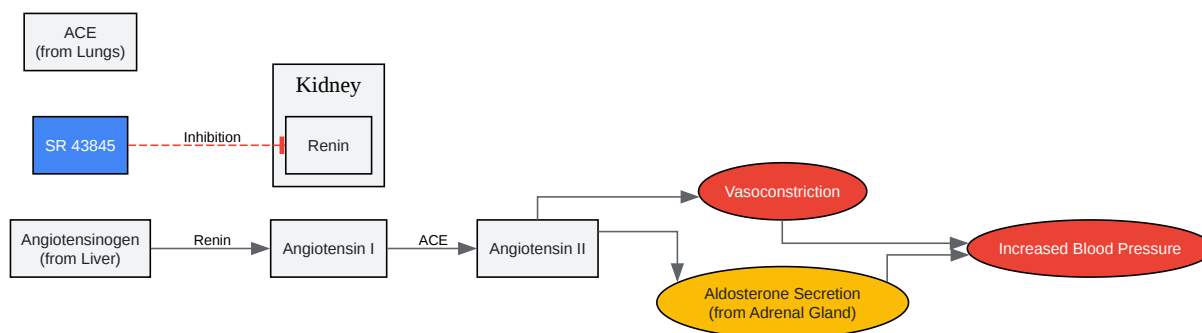 ACE
(from Lungs)
Kidney
SR 43845
Inhibition
Renin
Vasoconstriction
Angiotensinogen
(from Liver)
Renin
Angiotensin I
ACE
Angiotensin II
Increased Blood Pressure
Aldosterone Secretion
(from Adrenal Gland)